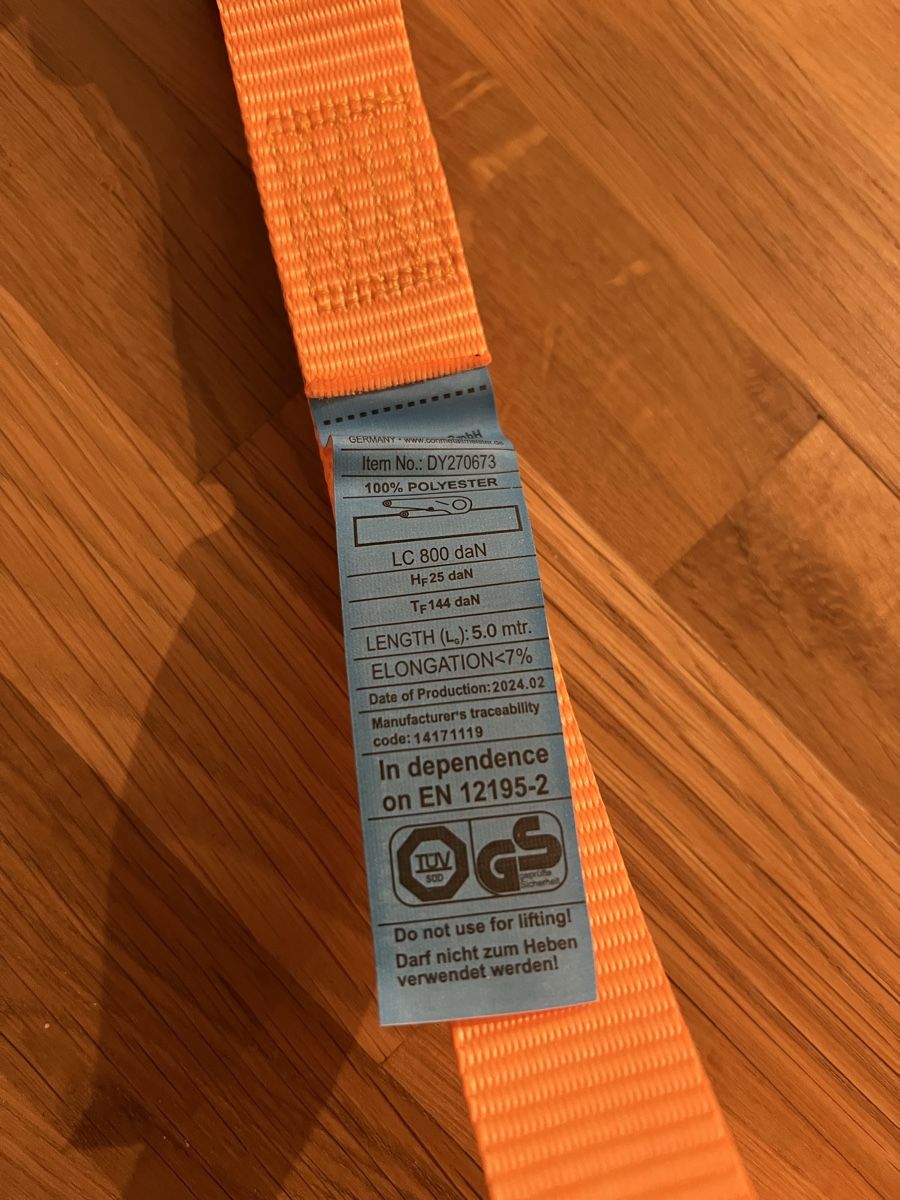 GmbH
GERMANY • www.conmetallmeister.de
Item No.: DY270673
100% POLYESTER
LC 800 daN
HF 25 daN
TF 144 daN
LENGTH (LG): 5.0 mtr.
ELONGATION<7%
Date of Production: 2024.02
Manufacturer's traceability
code: 14171119
In dependence
on EN 12195-2
TÜV
SÜD
GS
geprüfte
Sicherheit
Do not use for lifting!
Darf nicht zum Heben
verwendet werden!